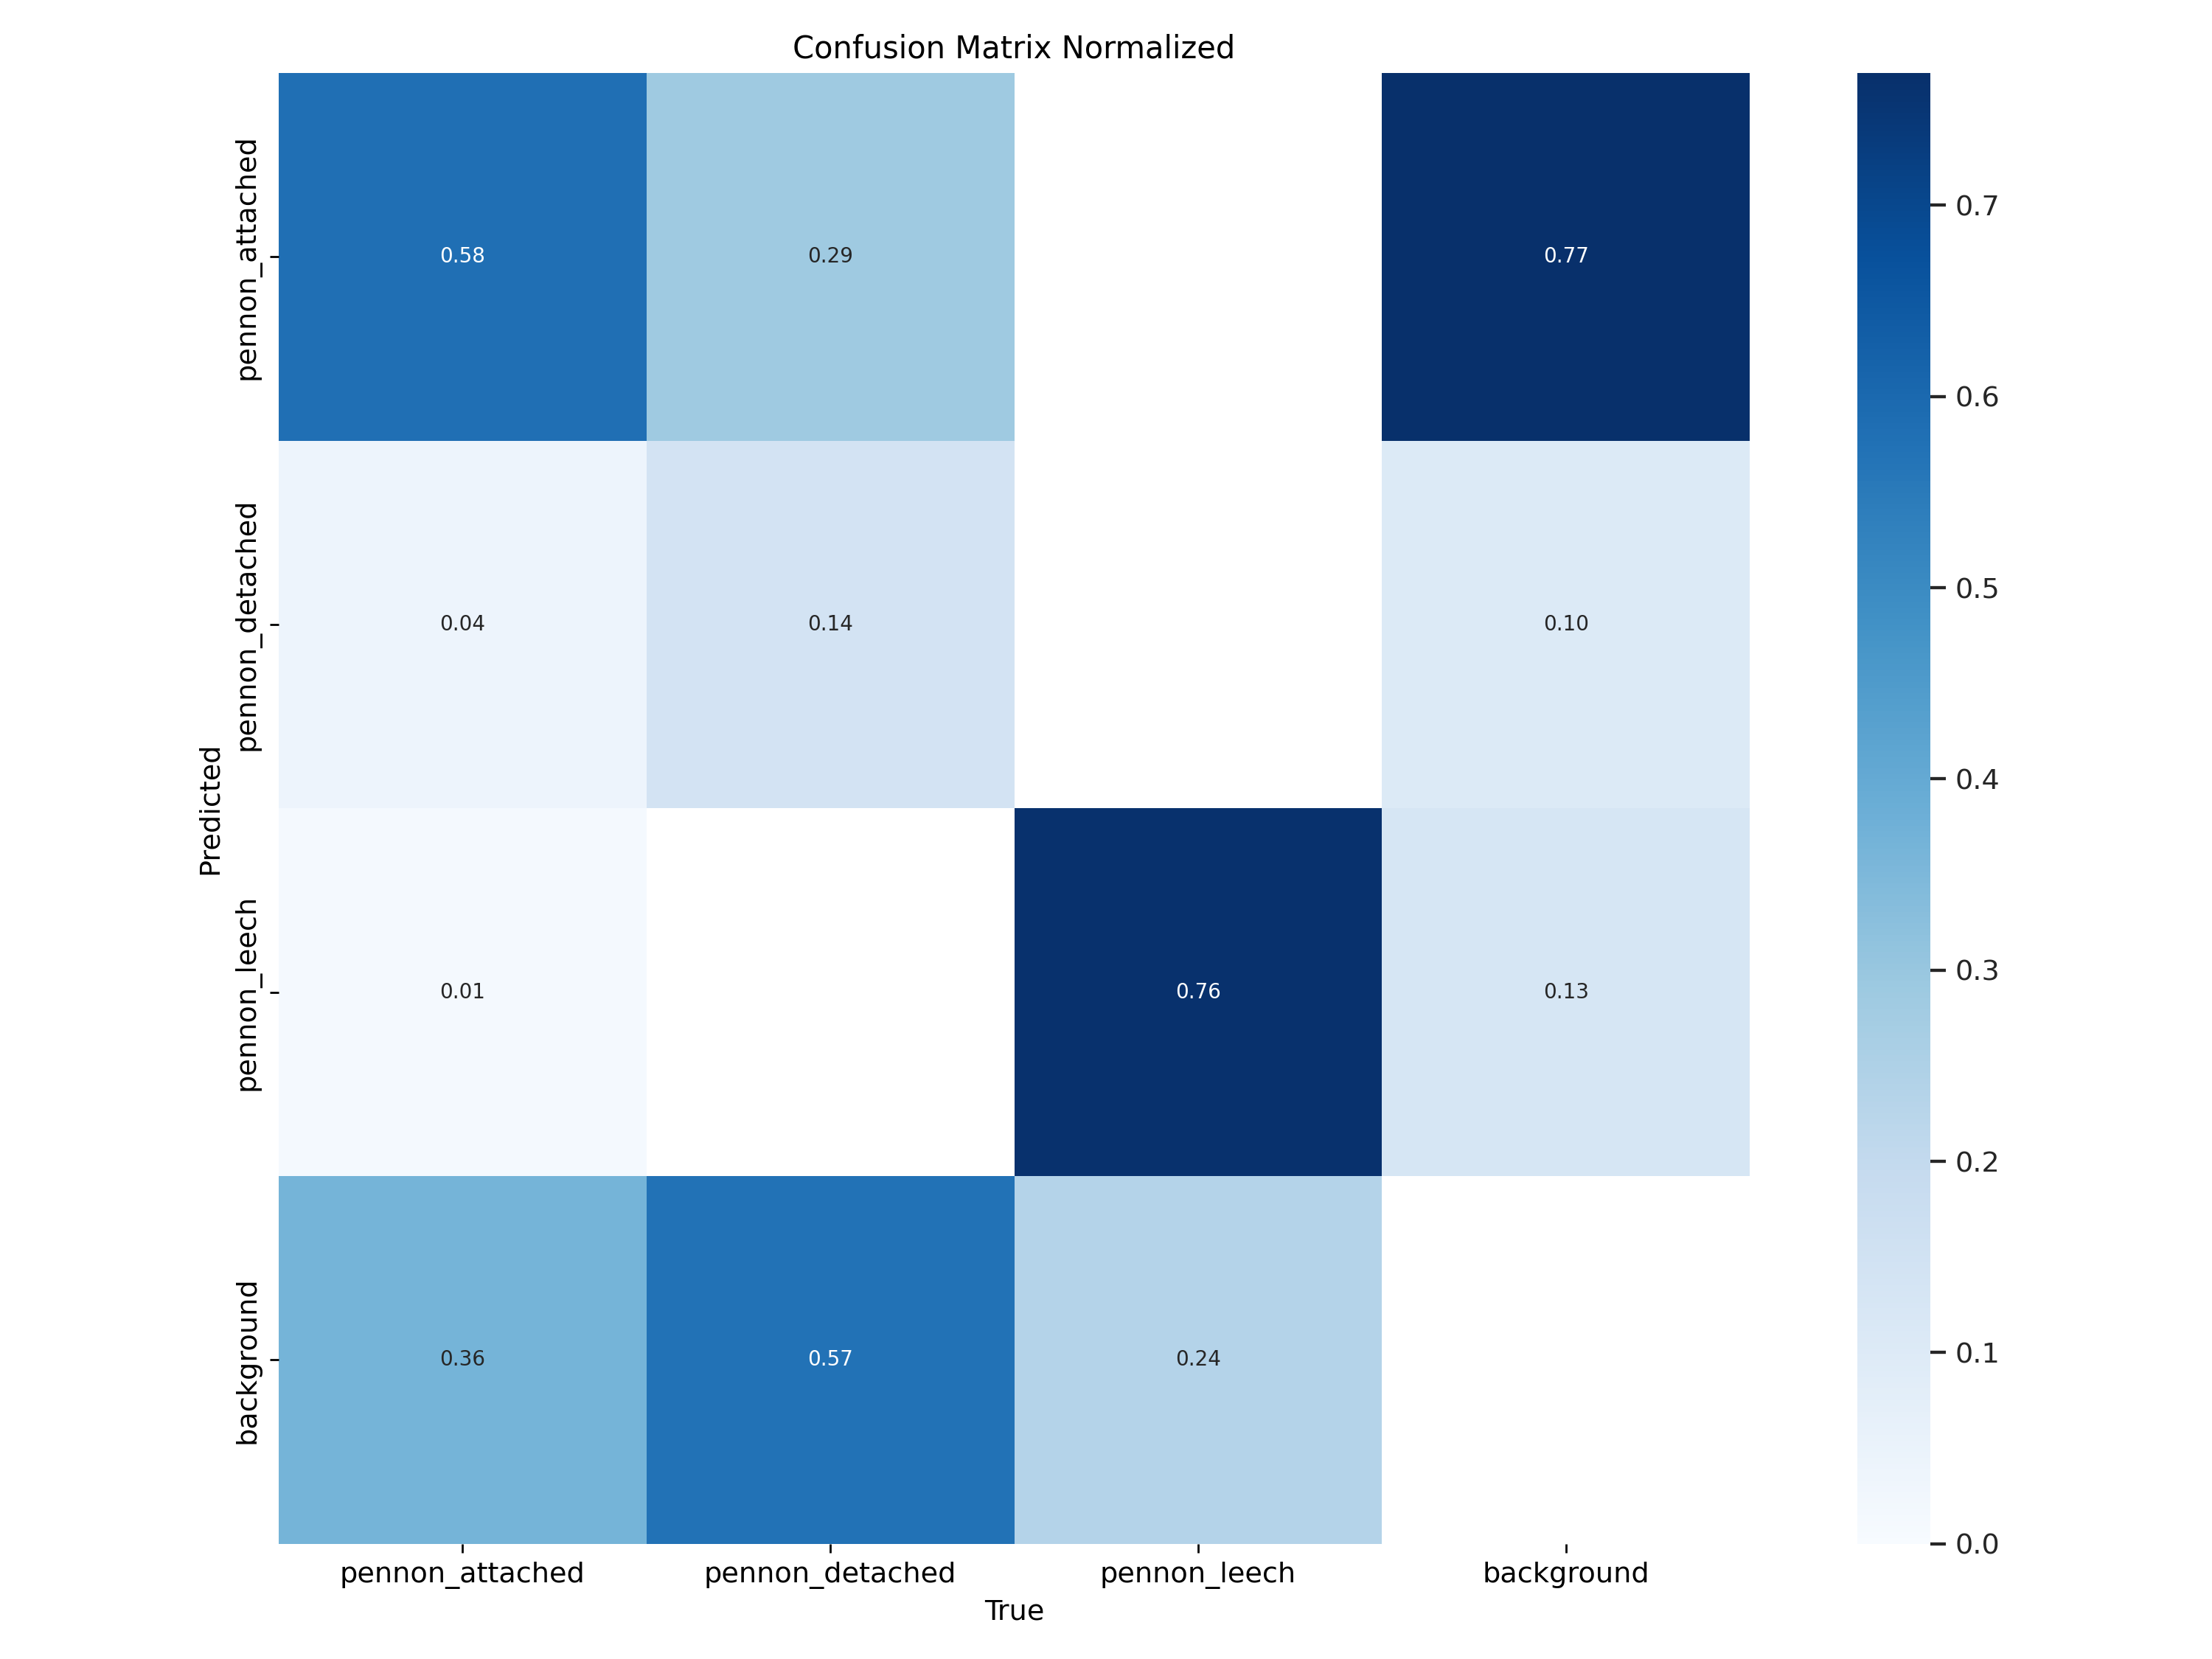 Confusion Matrix Normalized
Predicted
pennon_attached
0.58
0.29
0.77
pennon_detached
0.04
0.14
0.10
pennon_leech
0.01
0.76
0.13
background
0.36
0.57
0.24
pennon_attached
pennon_detached
pennon_leech
background
True
0.7
0.6
0.5
0.4
0.3
0.2
0.1
0.0